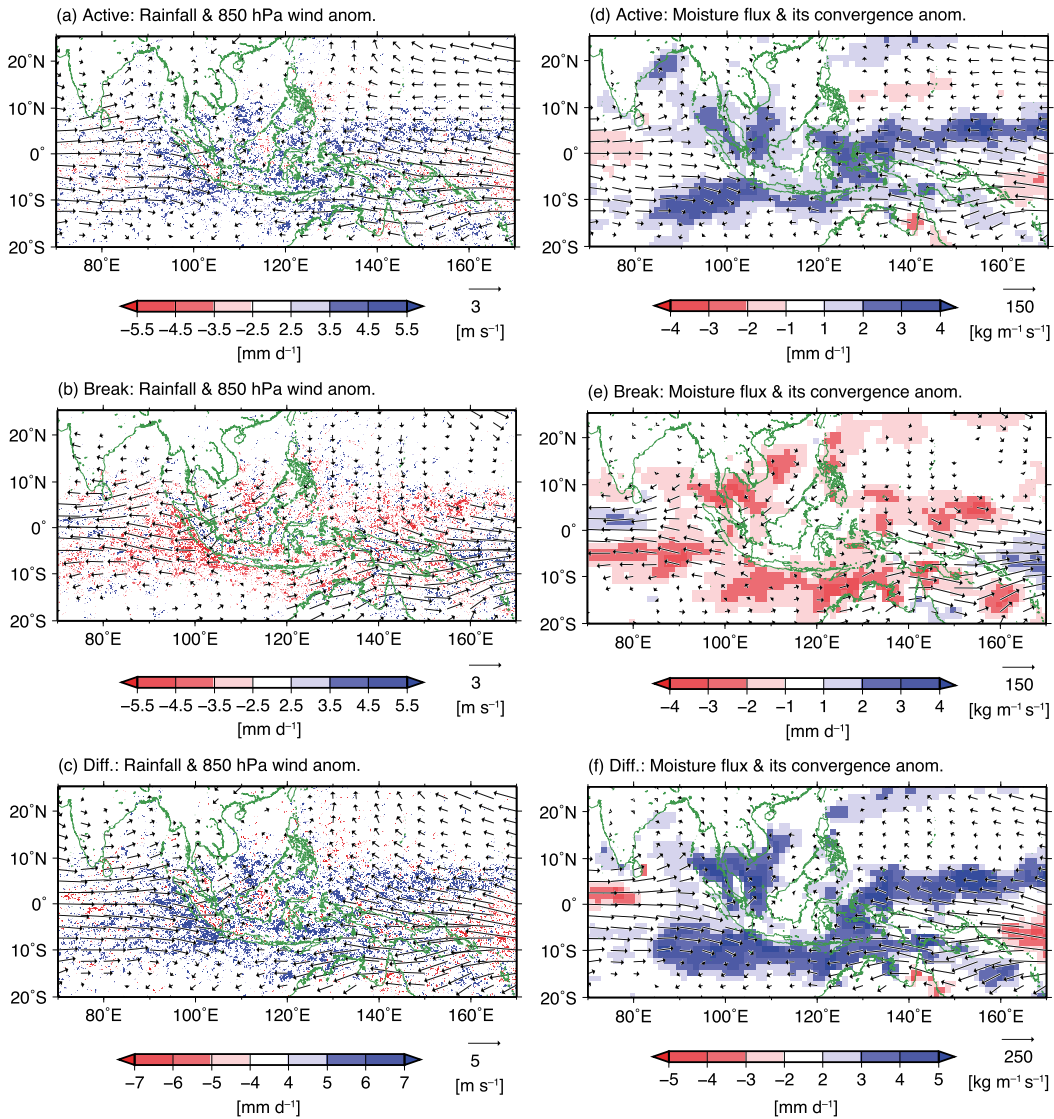 (a) Active: Rainfall & 850 hPa wind anom.
20˚N
10˚N
0˚
10˚S
20˚S
80˚E 100˚E 120˚E 140˚E 160˚E
−5.5 −4.5 −3.5 −2.5 2.5 3.5 4.5 5.5
[mm d⁻¹]
3
[m s⁻¹]
(d) Active: Moisture flux & its convergence anom.
20˚N
10˚N
0˚
10˚S
20˚S
80˚E 100˚E 120˚E 140˚E 160˚E
−4 −3 −2 −1 1 2 3 4
[mm d⁻¹]
150
[kg m⁻¹ s⁻¹]
(b) Break: Rainfall & 850 hPa wind anom.
20˚N
10˚N
0˚
10˚S
20˚S
80˚E 100˚E 120˚E 140˚E 160˚E
−5.5 −4.5 −3.5 −2.5 2.5 3.5 4.5 5.5
[mm d⁻¹]
3
[m s⁻¹]
(e) Break: Moisture flux & its convergence anom.
20˚N
10˚N
0˚
10˚S
20˚S
80˚E 100˚E 120˚E 140˚E 160˚E
−4 −3 −2 −1 1 2 3 4
[mm d⁻¹]
150
[kg m⁻¹ s⁻¹]
(c) Diff.: Rainfall & 850 hPa wind anom.
20˚N
10˚N
0˚
10˚S
20˚S
80˚E 100˚E 120˚E 140˚E 160˚E
−7 −6 −5 −4 4 5 6 7
[mm d⁻¹]
5
[m s⁻¹]
(f) Diff.: Moisture flux & its convergence anom.
20˚N
10˚N
0˚
10˚S
20˚S
80˚E 100˚E 120˚E 140˚E 160˚E
−5 −4 −3 −2 2 3 4 5
[mm d⁻¹]
250
[kg m⁻¹ s⁻¹]